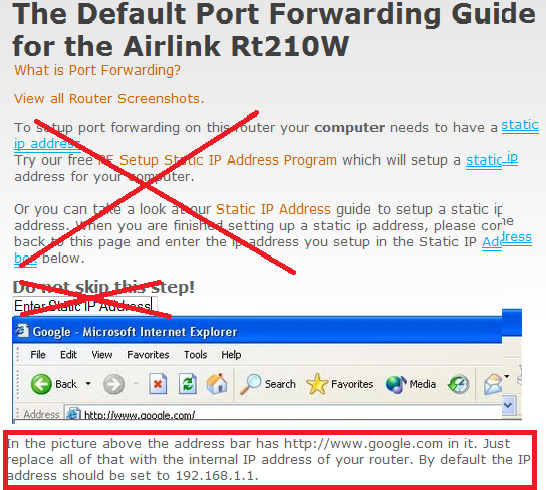 The Default Port Forwarding Guide
for the Airlink Rt210W
What is Port Forwarding?
View all Router Screenshots.
To setup port forwarding on this router your computer needs to have a static
ip address.
Try our free PF Setup Static IP Address Program which will setup a static ip
address for your computer.
Or you can take a look at our Static IP Address guide to setup a static ip
address. When you are finished setting up a static ip address, please come
back to this page and enter the ip address you setup in the Static IP Address
box below.
Do not skip this step!
Enter Static IP Address
Google - Microsoft Internet Explorer
File Edit View Favorites Tools Help
Back Search Favorites Media
Address http://www.google.com/
In the picture above the address bar has http://www.google.com in it. Just
replace all of that with the internal IP address of your router. By default the IP
address should be set to 192.168.1.1.